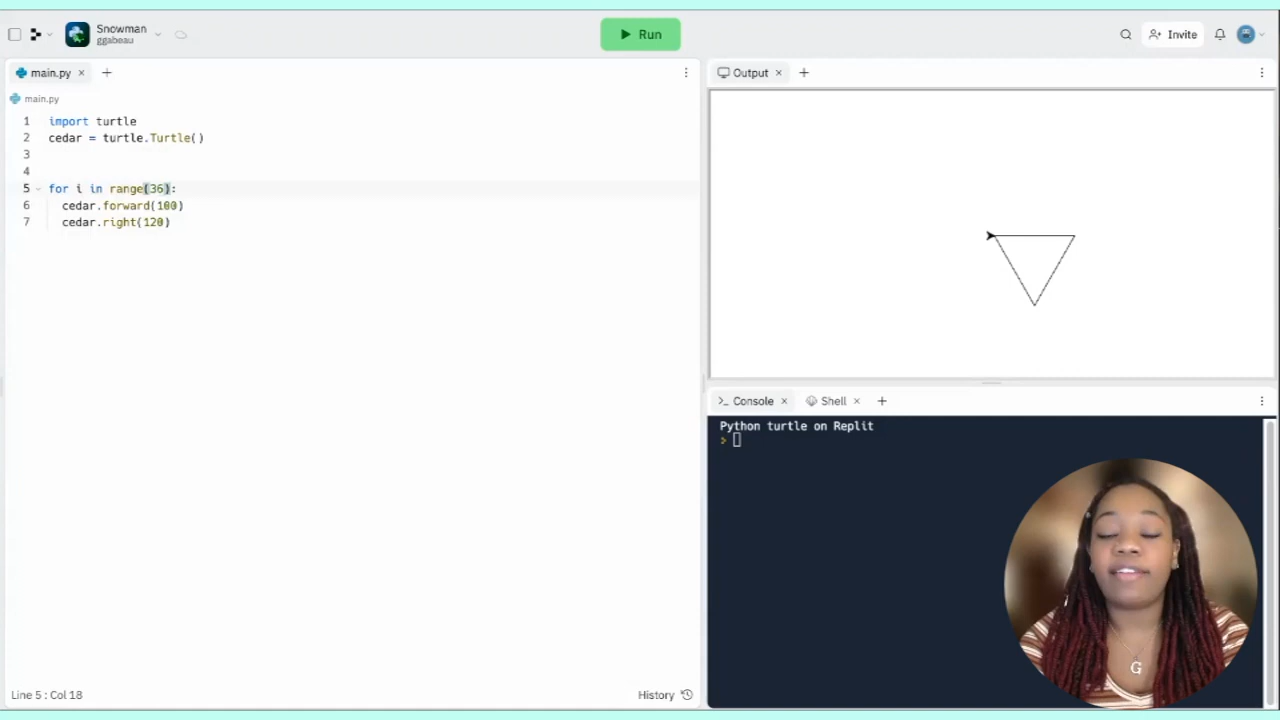 Snowman
ggabeau
Run
Invite
main.py
Output
main.py
1 import turtle
2 cedar = turtle.Turtle()
3
4
5 for i in range(36):
6 cedar.forward(100)
7 cedar.right(120)
Console
Shell
Python turtle on Replit
>
G
Line 5 : Col 18
History